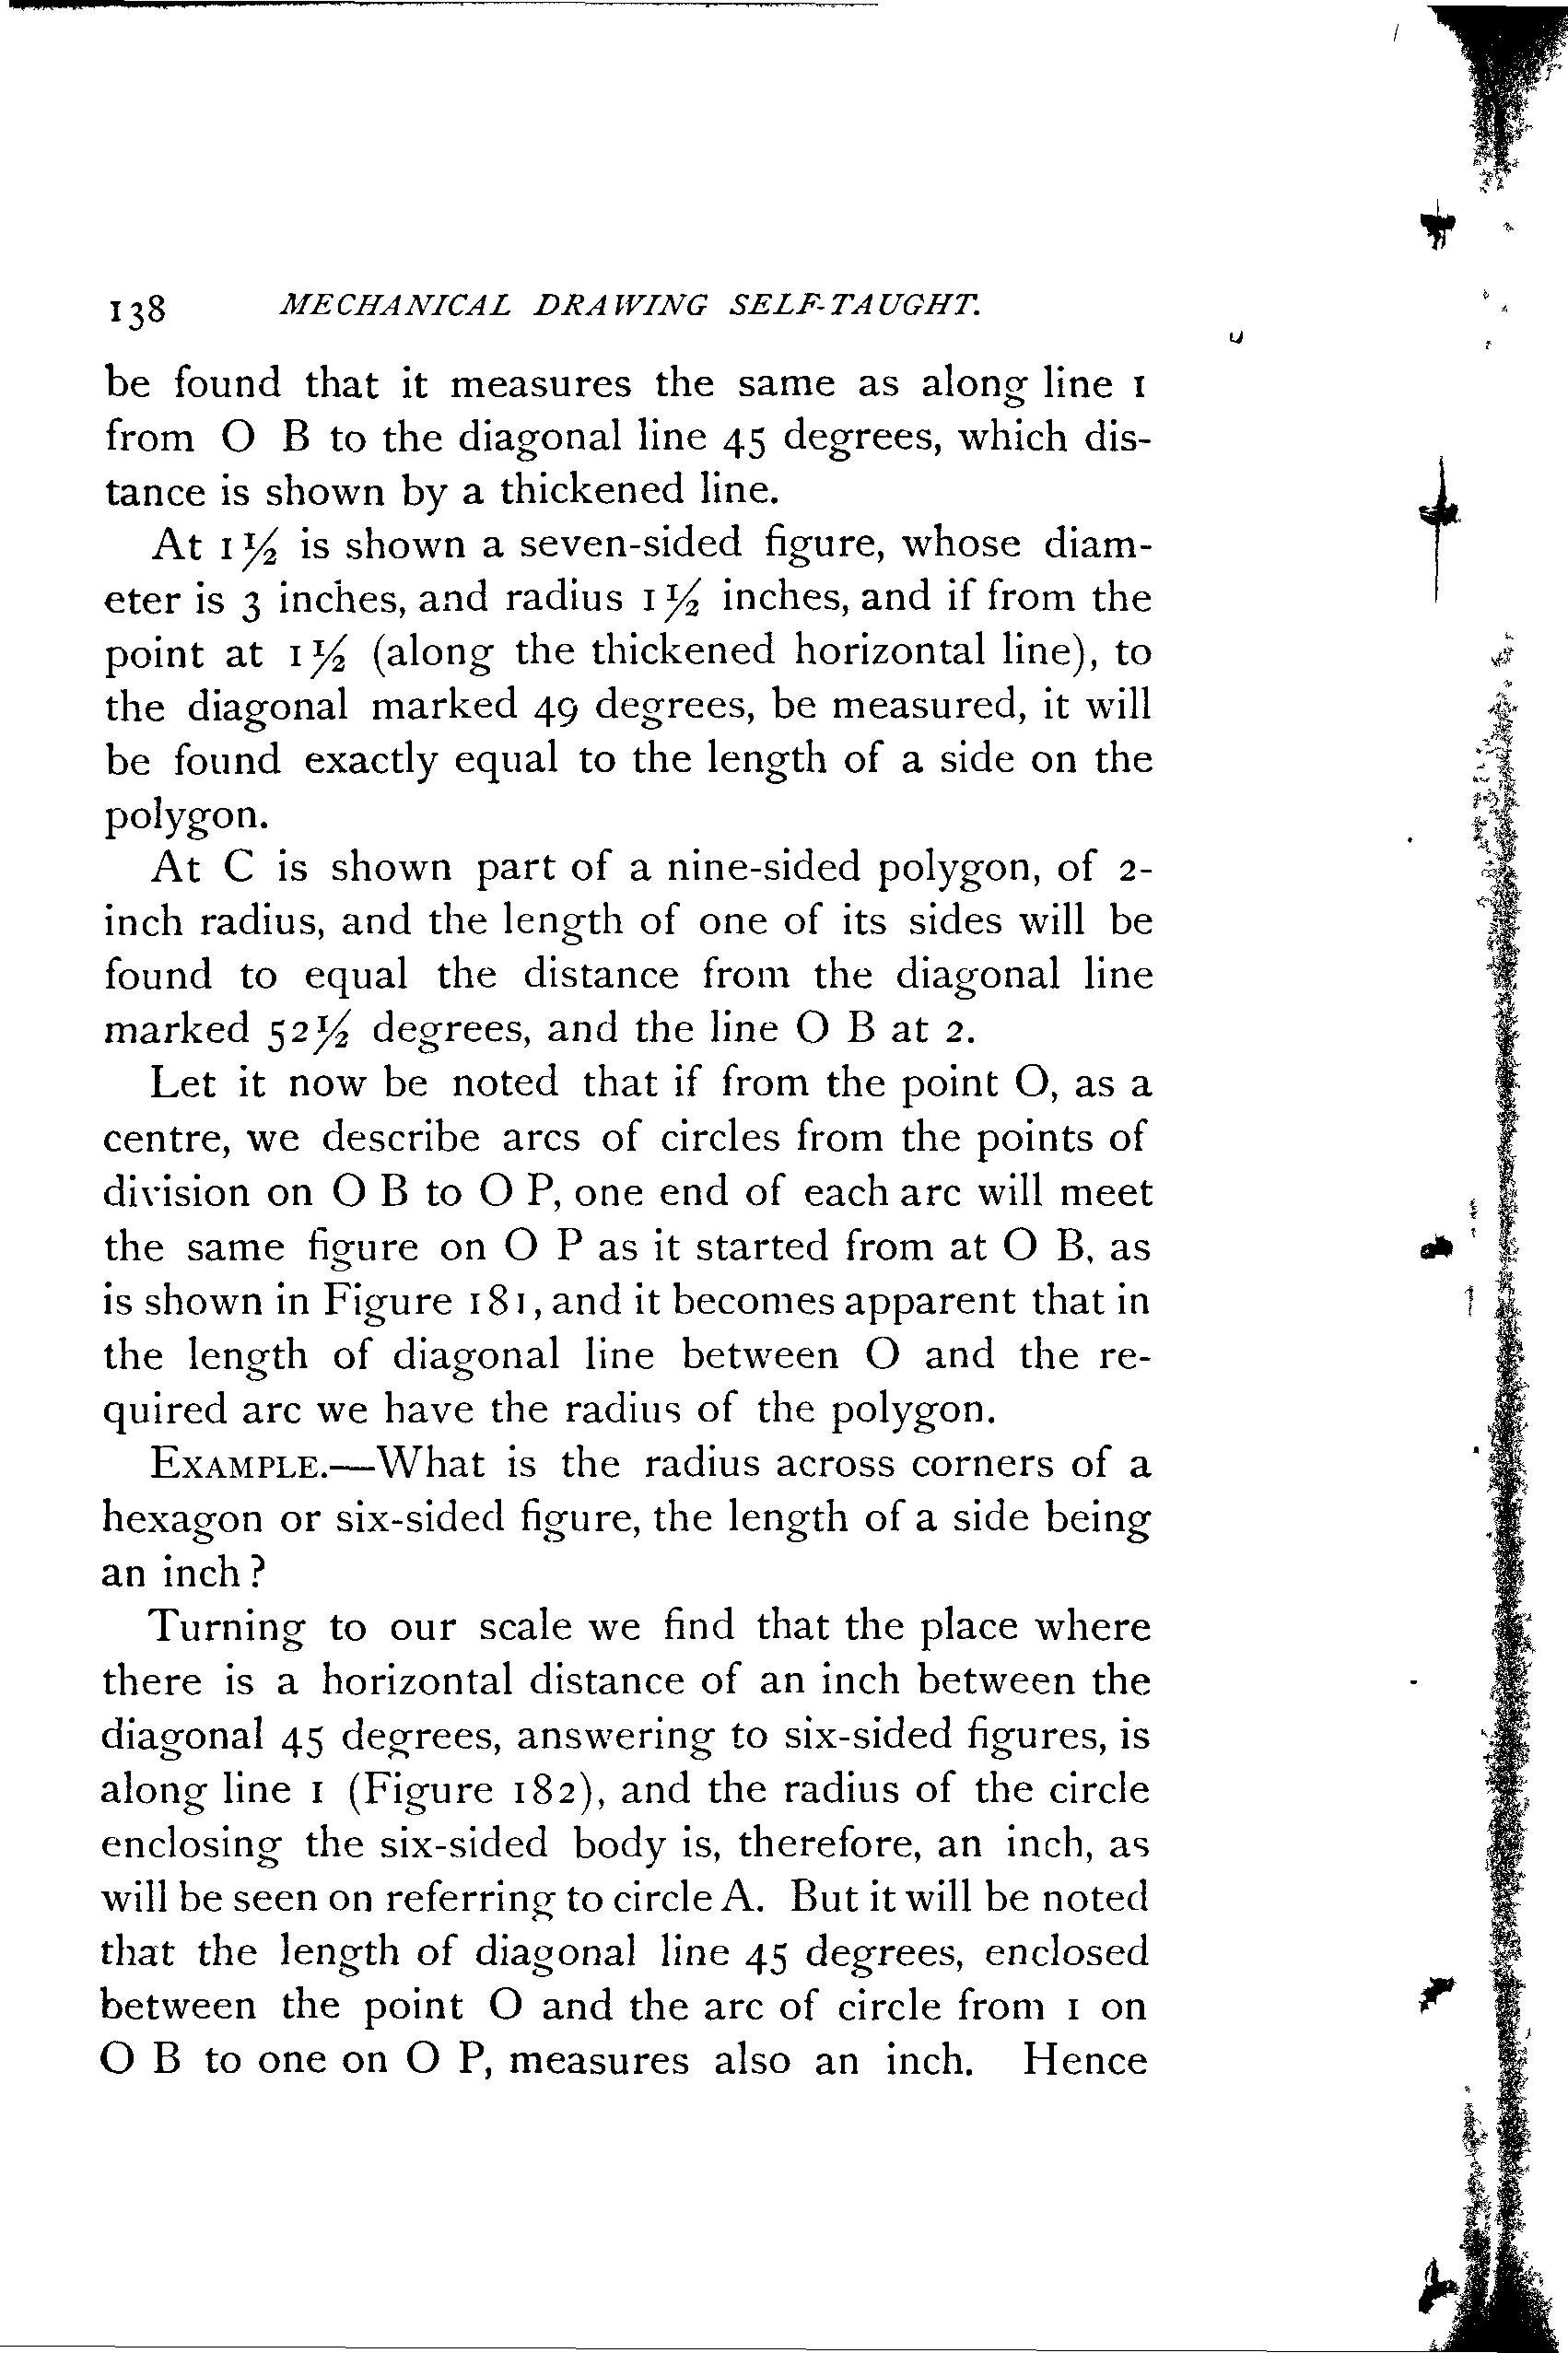 138 MECHANICAL DRAWING SELF-TAUGHT.
be found that it measures the same as along line 1
from O B to the diagonal line 45 degrees, which dis-
tance is shown by a thickened line.
At 1½ is shown a seven-sided figure, whose diam-
eter is 3 inches, and radius 1½ inches, and if from the
point at 1½ (along the thickened horizontal line), to
the diagonal marked 49 degrees, be measured, it will
be found exactly equal to the length of a side on the
polygon.
At C is shown part of a nine-sided polygon, of 2-
inch radius, and the length of one of its sides will be
found to equal the distance from the diagonal line
marked 52½ degrees, and the line O B at 2.
Let it now be noted that if from the point O, as a
centre, we describe arcs of circles from the points of
division on O B to O P, one end of each arc will meet
the same figure on O P as it started from at O B, as
is shown in Figure 181, and it becomes apparent that in
the length of diagonal line between O and the re-
quired arc we have the radius of the polygon.
EXAMPLE.—What is the radius across corners of a
hexagon or six-sided figure, the length of a side being
an inch?
Turning to our scale we find that the place where
there is a horizontal distance of an inch between the
diagonal 45 degrees, answering to six-sided figures, is
along line 1 (Figure 182), and the radius of the circle
enclosing the six-sided body is, therefore, an inch, as
will be seen on referring to circle A. But it will be noted
that the length of diagonal line 45 degrees, enclosed
between the point O and the arc of circle from 1 on
O B to one on O P, measures also an inch. Hence